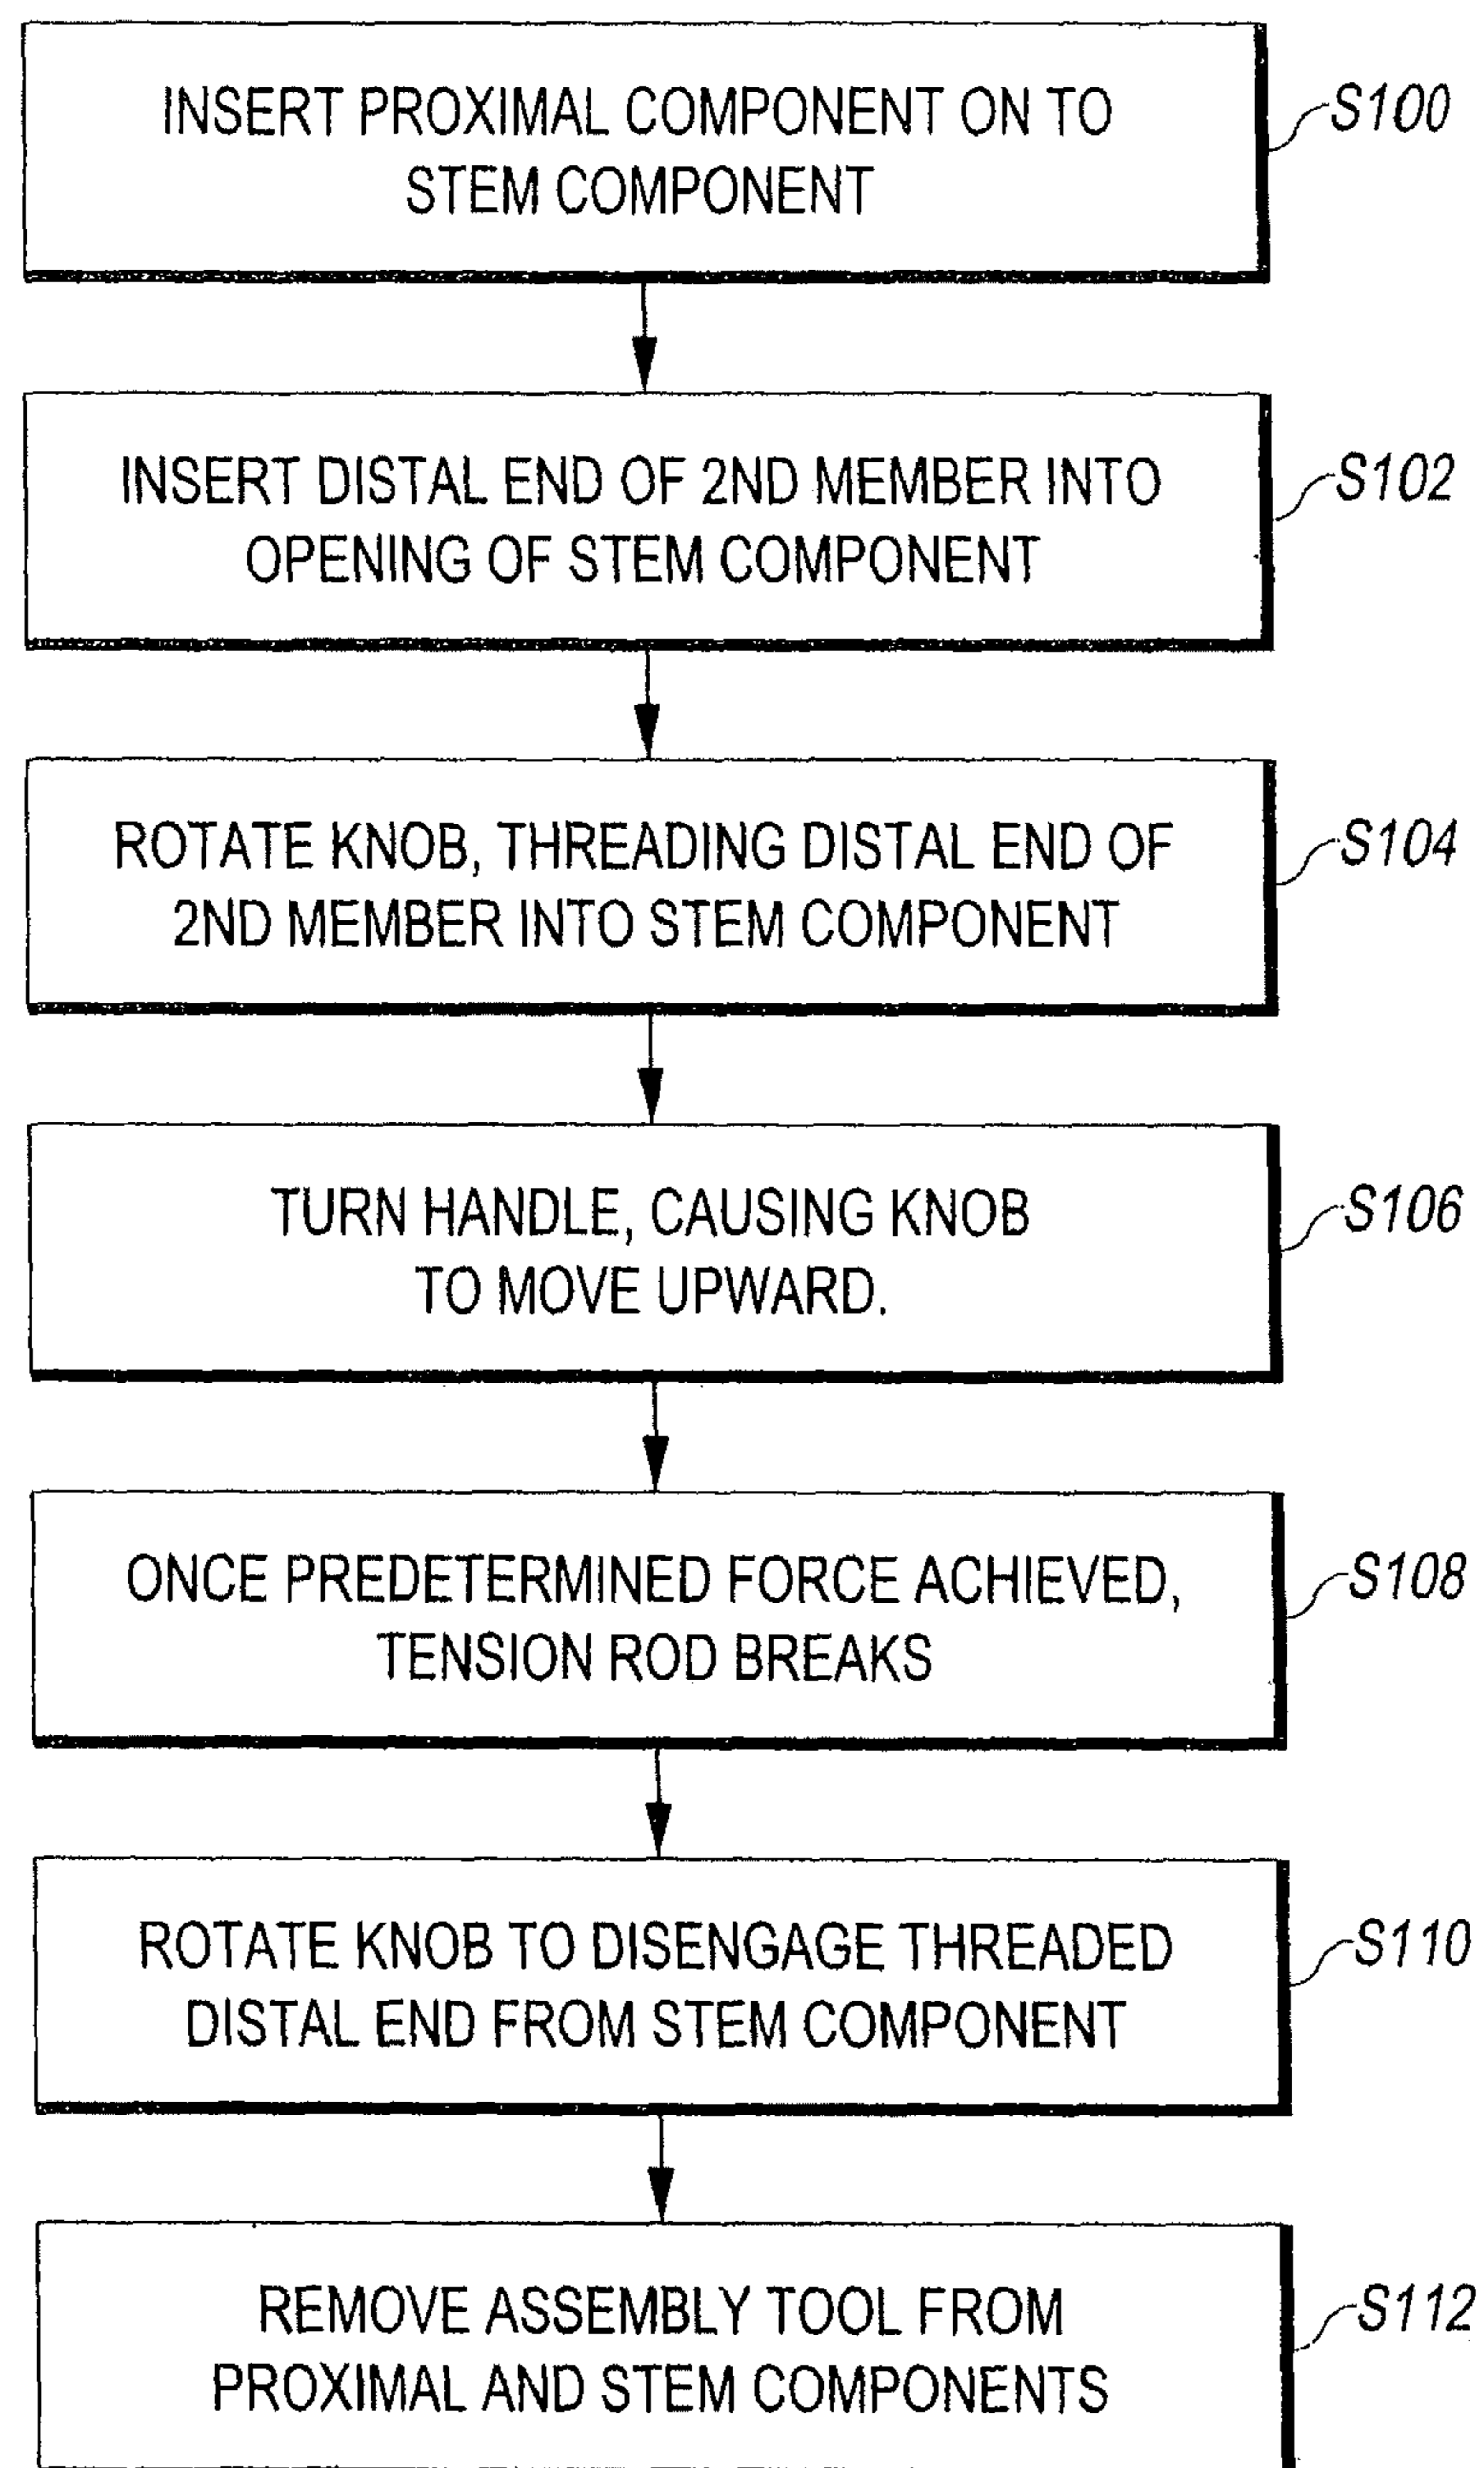 INSERT PROXIMAL COMPONENT ON TO
STEM COMPONENT
S100
INSERT DISTAL END OF 2ND MEMBER INTO
OPENING OF STEM COMPONENT
S102
ROTATE KNOB, THREADING DISTAL END OF
2ND MEMBER INTO STEM COMPONENT
S104
TURN HANDLE, CAUSING KNOB
TO MOVE UPWARD.
S106
ONCE PREDETERMINED FORCE ACHIEVED,
TENSION ROD BREAKS
S108
ROTATE KNOB TO DISENGAGE THREADED
DISTAL END FROM STEM COMPONENT
S110
REMOVE ASSEMBLY TOOL FROM
PROXIMAL AND STEM COMPONENTS
S112